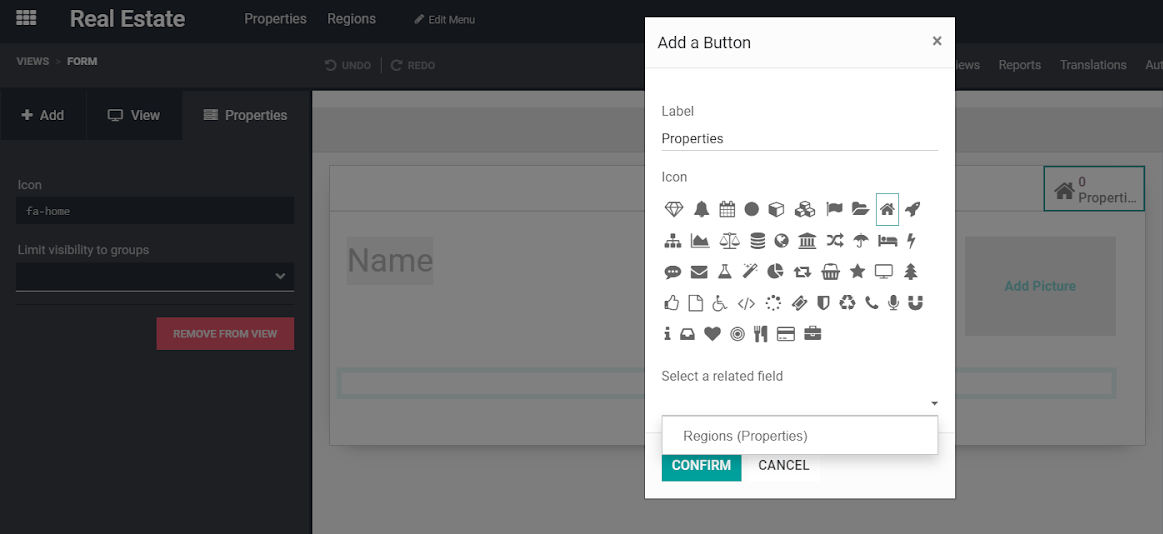 Real Estate
Properties
Regions
Edit Menu
VIEWS > FORM
UNDO
REDO
Reports
Translations
Add
View
Properties
Icon
fa-home
Limit visibility to groups
REMOVE FROM VIEW
Name
0
Properti...
Add Picture
Add a Button
×
Label
Properties
Icon
Select a related field
Regions (Properties)
CONFIRM
CANCEL